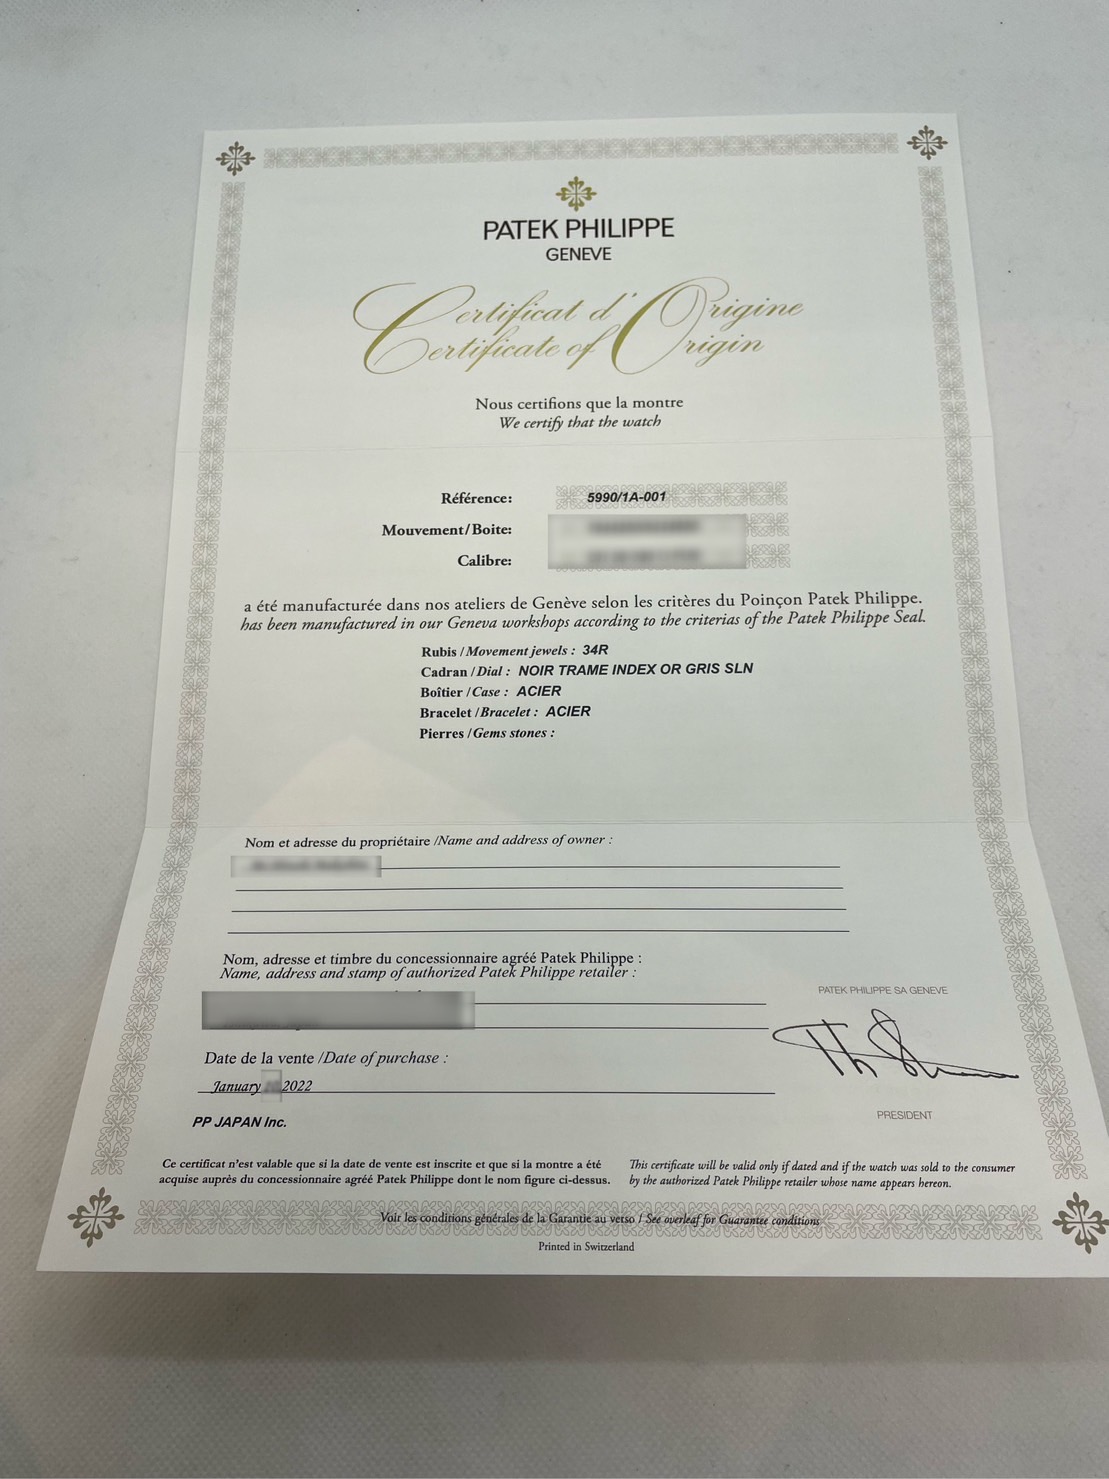 PATEK PHILIPPE
GENEVE
Certificat d'Origine
Certificate of Origin
Nous certifions que la montre
We certify that the watch
Référence: 5990/1A-001
Mouvement/Boite:
Calibre:
a été manufacturée dans nos ateliers de Genève selon les critères du Poinçon Patek Philippe.
has been manufactured in our Geneva workshops according to the criterias of the Patek Philippe Seal.
Rubis /Movement jewels : 34R
Cadran /Dial : NOIR TRAME INDEX OR GRIS SLN
Boîtier /Case : ACIER
Bracelet /Bracelet : ACIER
Pierres /Gems stones :
Nom et adresse du propriétaire /Name and address of owner :
Nom, adresse et timbre du concessionnaire agréé Patek Philippe :
Name, address and stamp of authorized Patek Philippe retailer :
PATEK PHILIPPE SA GENEVE
Date de la vente /Date of purchase :
January 2022
PRESIDENT
PP JAPAN Inc.
Ce certificat n'est valable que si la date de vente est inscrite et que si la montre a été
acquise auprès du concessionnaire agréé Patek Philippe dont le nom figure ci-dessus.
This certificate will be valid only if dated and if the watch was sold to the consumer
by the authorized Patek Philippe retailer whose name appears hereon.
Voir les conditions générales de la Garantie au verso / See overleaf for Guarantee conditions
Printed in Switzerland